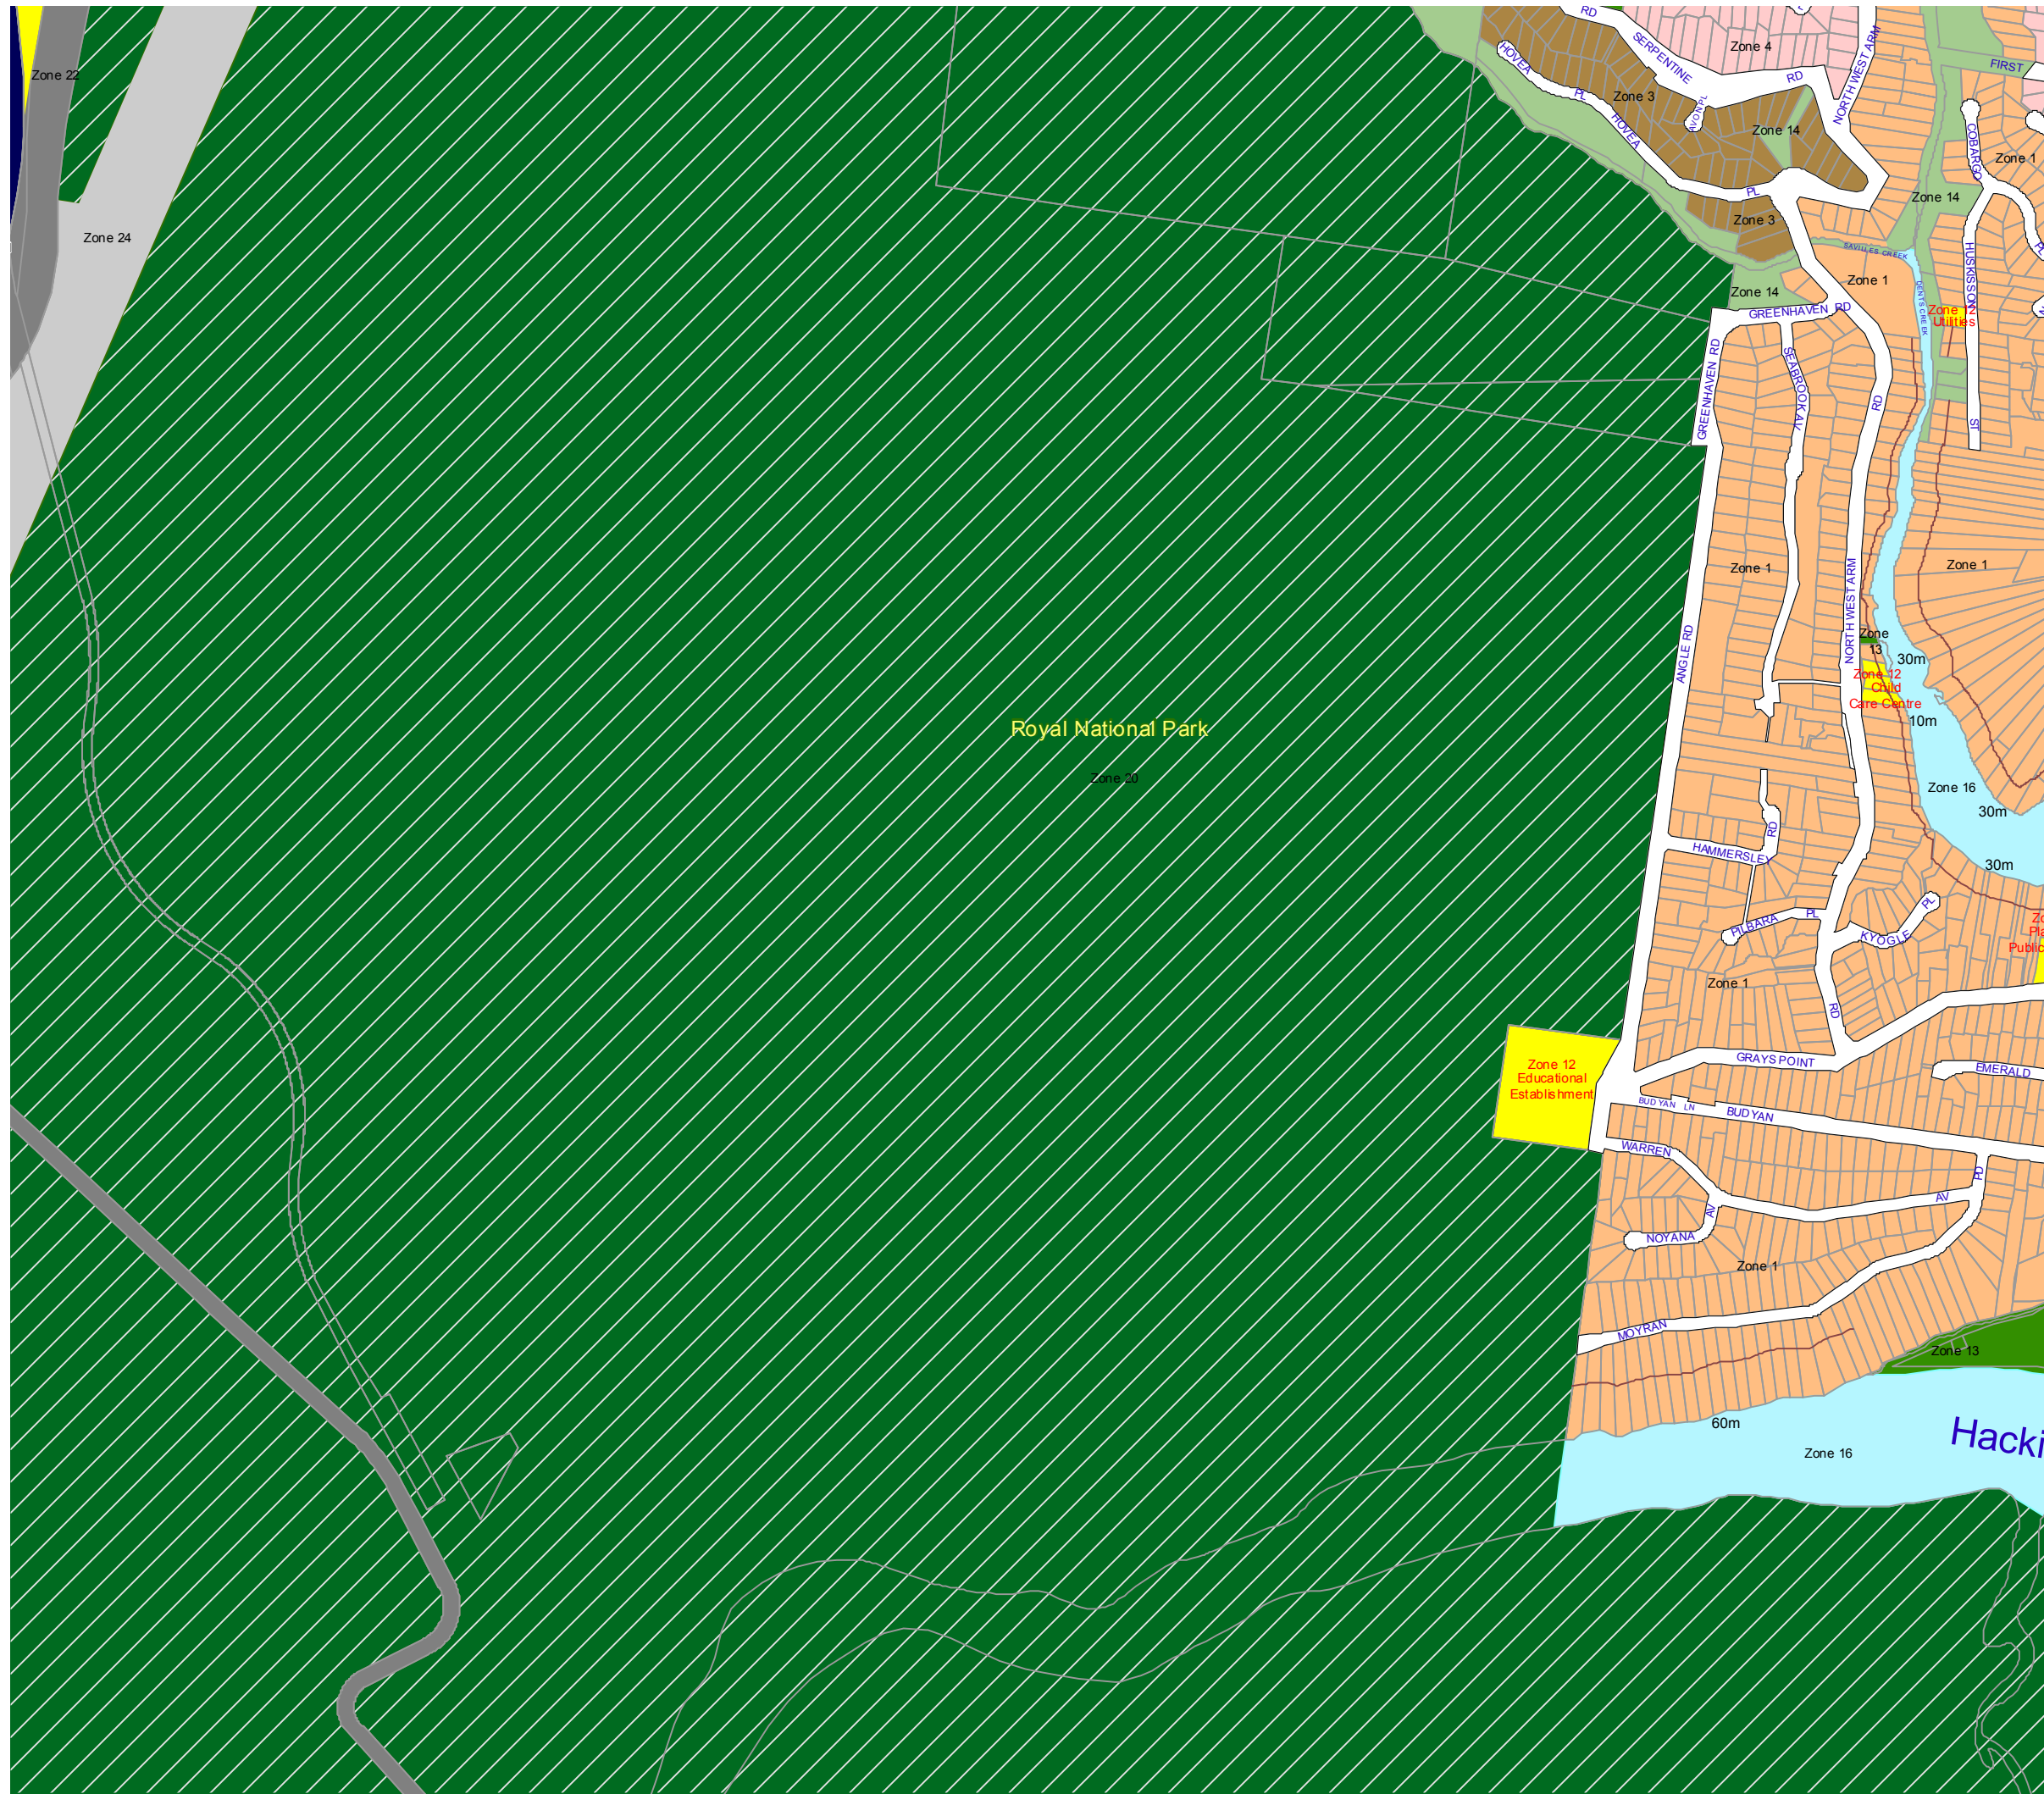 RD
SERPENTINE
Zone 4
NORTH WEST ARM
RD
FIRST
HOVEA
PL
Zone 3
AVON PL
HOVEA
Zone 14
COBARGO
Zone 1
Zone 22
PL
Zone 3
Zone 14
Zone 24
SAVILLES CREEK
HUSKISSON
Zone 1
Zone 14
DENTS CREEK
GREENHAVEN RD
Zone 12
Utilities
GREENHAVEN RD
SEABROOK AV
RD
ST
Zone 1
Zone 1
NORTH WEST ARM
ANGLE RD
Zone
13
30m
Zone 12
Child
Care Centre
10m
Royal National Park
Zone 20
Zone 16
30m
RD
HAMMERSLEY
30m
PILBARA
PL
PL
KYOGLE
Public
Zone 1
RD
GRAYS POINT
Zone 12
Educational
Establishment
EMERALD
BUDYAN LN
BUDYAN
WARREN
RD
AV
AV
NOYANA
Zone 1
MOYRAN
Zone 13
60m
Zone 16
Hacki